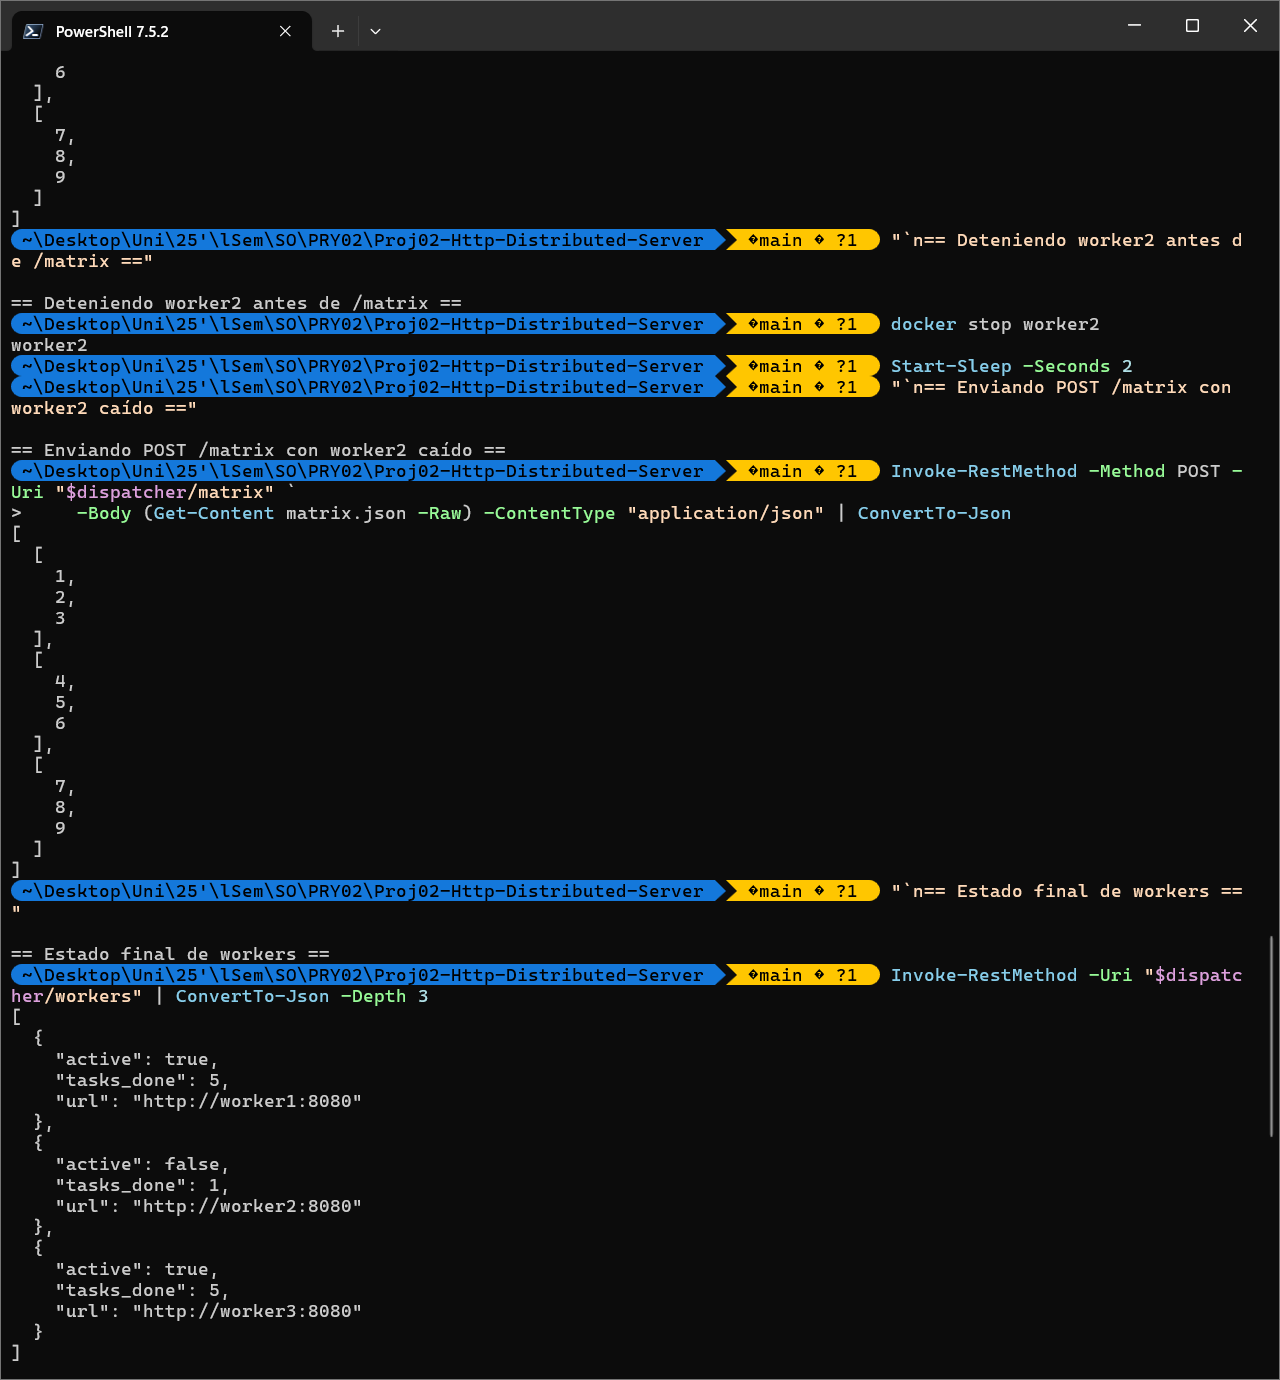 PowerShell 7.5.2
    6
  ],
  [
    7,
    8,
    9
  ]
]
~\Desktop\Uni\25'\lSem\SO\PRY02\Proj02-Http-Distributed-Server �main � ?1 "`n== Deteniendo worker2 antes d
e /matrix =="

== Deteniendo worker2 antes de /matrix ==
~\Desktop\Uni\25'\lSem\SO\PRY02\Proj02-Http-Distributed-Server �main � ?1 docker stop worker2
worker2
~\Desktop\Uni\25'\lSem\SO\PRY02\Proj02-Http-Distributed-Server �main � ?1 Start-Sleep -Seconds 2
~\Desktop\Uni\25'\lSem\SO\PRY02\Proj02-Http-Distributed-Server �main � ?1 "`n== Enviando POST /matrix con
worker2 caído =="

== Enviando POST /matrix con worker2 caído ==
~\Desktop\Uni\25'\lSem\SO\PRY02\Proj02-Http-Distributed-Server �main � ?1 Invoke-RestMethod -Method POST -
Uri "$dispatcher/matrix" `
>     -Body (Get-Content matrix.json -Raw) -ContentType "application/json" | ConvertTo-Json
[
  [
    1,
    2,
    3
  ],
  [
    4,
    5,
    6
  ],
  [
    7,
    8,
    9
  ]
]
~\Desktop\Uni\25'\lSem\SO\PRY02\Proj02-Http-Distributed-Server �main � ?1 "`n== Estado final de workers ==
"

== Estado final de workers ==
~\Desktop\Uni\25'\lSem\SO\PRY02\Proj02-Http-Distributed-Server �main � ?1 Invoke-RestMethod -Uri "$dispatc
her/workers" | ConvertTo-Json -Depth 3
[
  {
    "active": true,
    "tasks_done": 5,
    "url": "http://worker1:8080"
  },
  {
    "active": false,
    "tasks_done": 1,
    "url": "http://worker2:8080"
  },
  {
    "active": true,
    "tasks_done": 5,
    "url": "http://worker3:8080"
  }
]